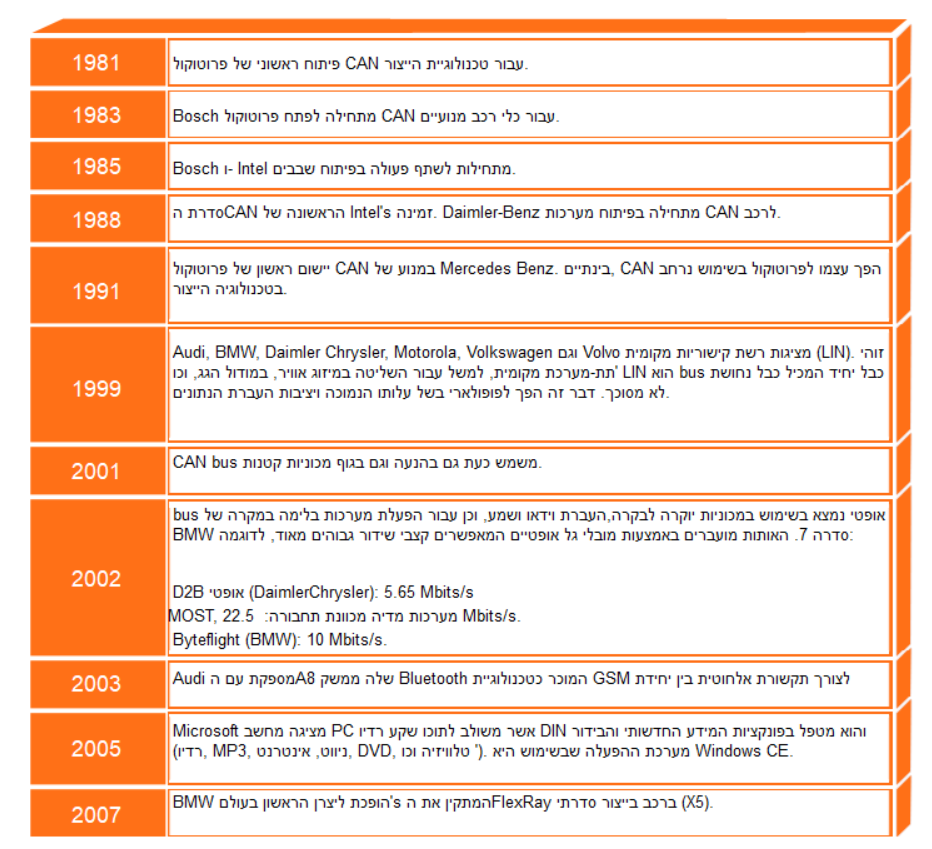 1981
פיתוח ראשוני של פרוטוקול CAN עבור טכנולוגיית הייצור.
1983
Bosch מתחילה לפתח פרוטוקול CAN עבור כלי רכב מנועיים.
1985
Bosch ו- Intel מתחילות לשתף פעולה בפיתוח שבבים.
1988
סדרת הCAN הראשונה של Intel's זמינה. Daimler-Benz מתחילה בפיתוח מערכות CAN לרכב.
1991
יישום ראשון של פרוטוקול CAN במנוע של Mercedes Benz. בינתיים, CAN הפך עצמו לפרוטוקול בשימוש נרחב
בטכנולוגיה הייצור.
1999
Audi, BMW, Daimler Chrysler, Motorola, Volkswagen וגם Volvo מציגות רשת קישוריות מקומית (LIN). זוהי
תת-מערכת מקומית, למשל עבור השליטה במיזוג אוויר, במודול הגג, וכו' LIN הוא bus כבל יחיד המכיל כבל נחושת
לא מסוכך. דבר זה הפך לפופולארי בשל עלותו הנמוכה ויציבות העברת הנתונים.
2001
CAN bus משמש כעת גם בהנעה וגם בגוף מכוניות קטנות.
2002
bus אופטי נמצא בשימוש במכוניות יוקרה לבקרה,העברת וידאו ושמע, וכן עבור הפעלת מערכות בלימה במקרה של
BMW סדרה 7. האותות מועברים באמצעות מובלי גל אופטיים המאפשרים קצבי שידור גבוהים מאוד, לדוגמה:
D2B אופטי (DaimlerChrysler): 5.65 Mbits/s
MOST, מערכות מדיה מכוונת תחבורה: 22.5 Mbits/s.
Byteflight (BMW): 10 Mbits/s.
2003
Audi מספקת עם הA8 שלה ממשק Bluetooth המוכר כטכנולוגיית GSM לצורך תקשורת אלחוטית בין יחידת
2005
Microsoft מציגה מחשב PC אשר משולב לתוכו שקע רדיו DIN והוא מטפל בפונקציות המידע החדשותי והבידור
(רדיו, MP3, ניווט, אינטרנט, DVD, טלוויזיה וכו'). מערכת ההפעלה שבשימוש היא Windows CE.
2007
BMW הופכת ליצרן הראשון בעולם המתקין את ה'sFlexRay ברכב בייצור סדרתי (X5).